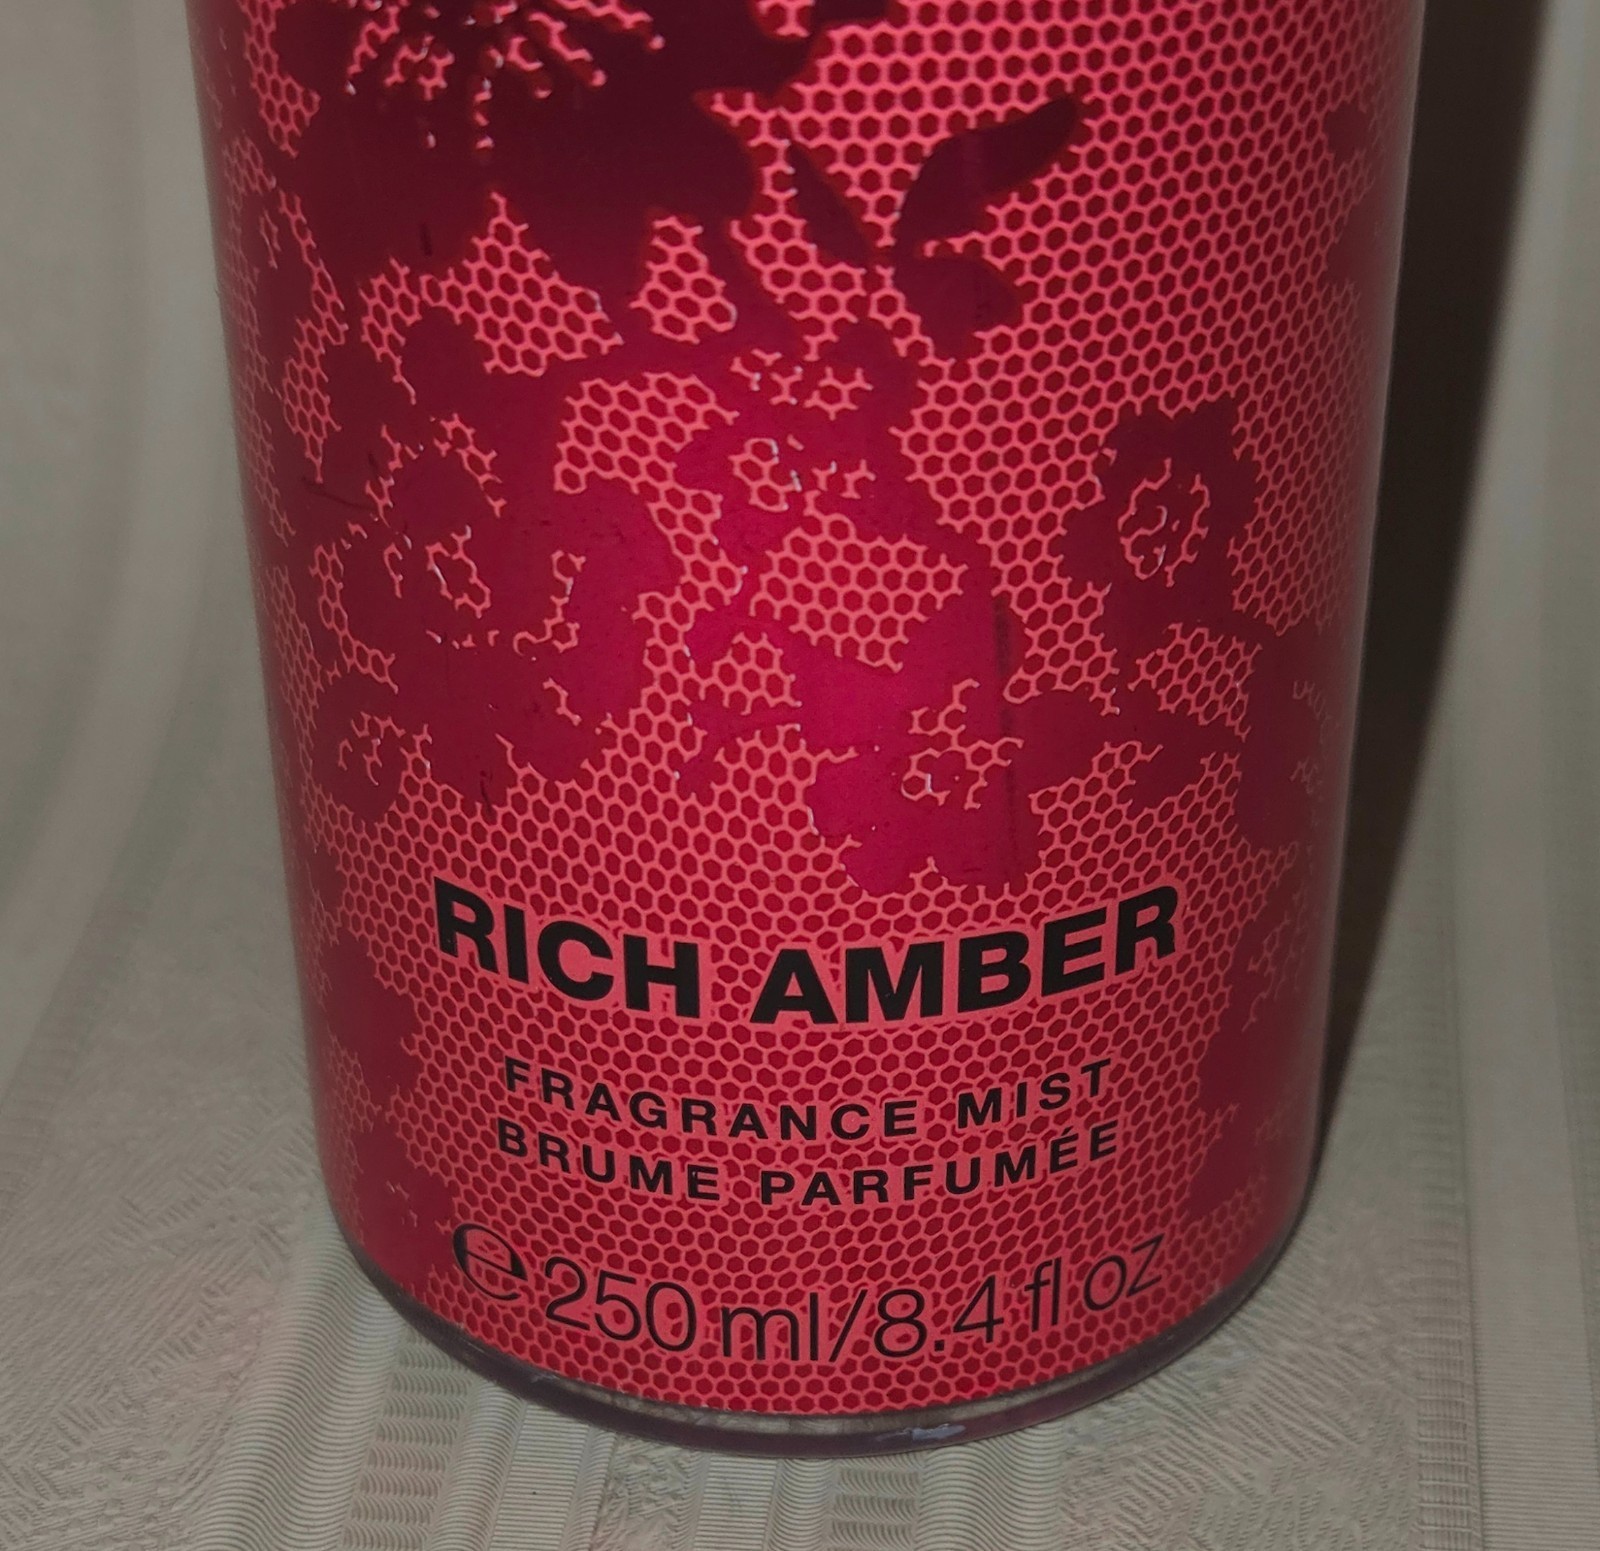 RICH AMBER
FRAGRANCE MIST
BRUME PARFUMÉE
℮ 250 ml/8.4 fl oz